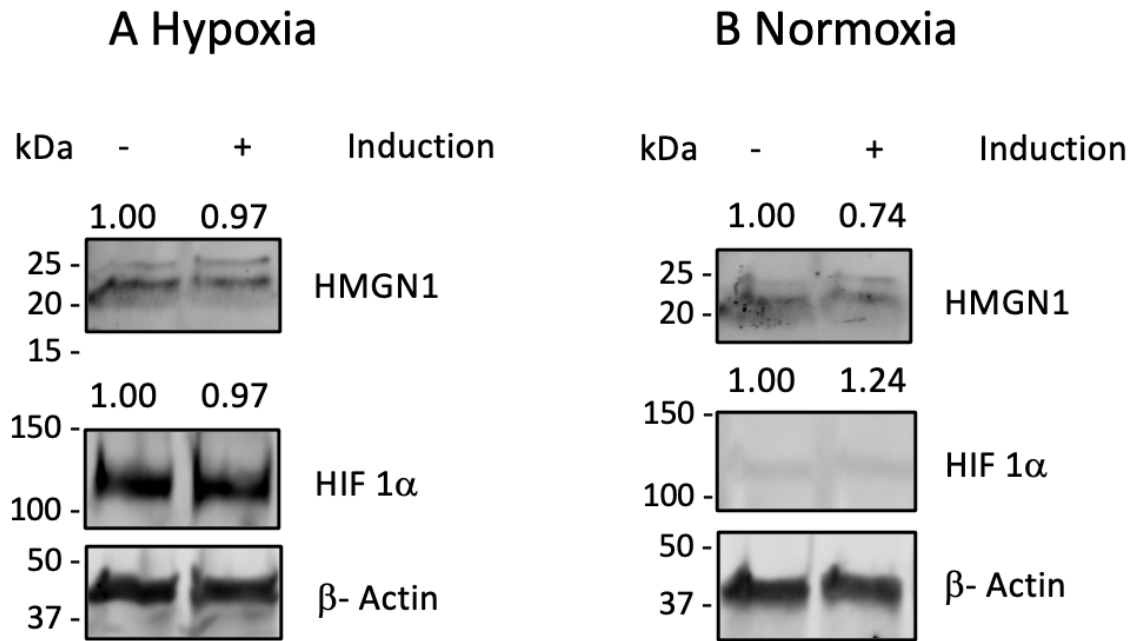 A Hypoxia
kDa - + Induction
1.00 0.97
25 -
HMGN1
20 -
15 -
1.00 0.97
150 -
HIF 1α
100 -
50 -
β- Actin
37 -
B Normoxia
kDa - + Induction
1.00 0.74
25 -
HMGN1
20 -
1.00 1.24
150 -
HIF 1α
100 -
50 -
β- Actin
37 -